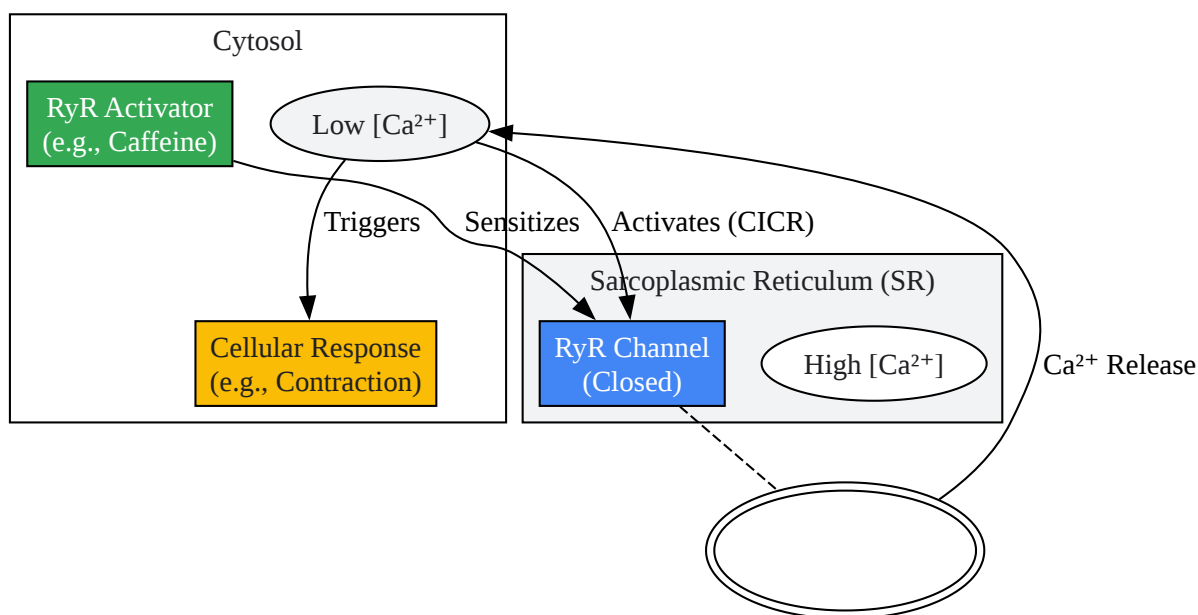 Cytosol
RyR Activator
(e.g., Caffeine)
Low [Ca²⁺]
Triggers
Sensitizes
Activates (CICR)
Sarcoplasmic Reticulum (SR)
Cellular Response
(e.g., Contraction)
RyR Channel
(Closed)
High [Ca²⁺]
Ca²⁺ Release